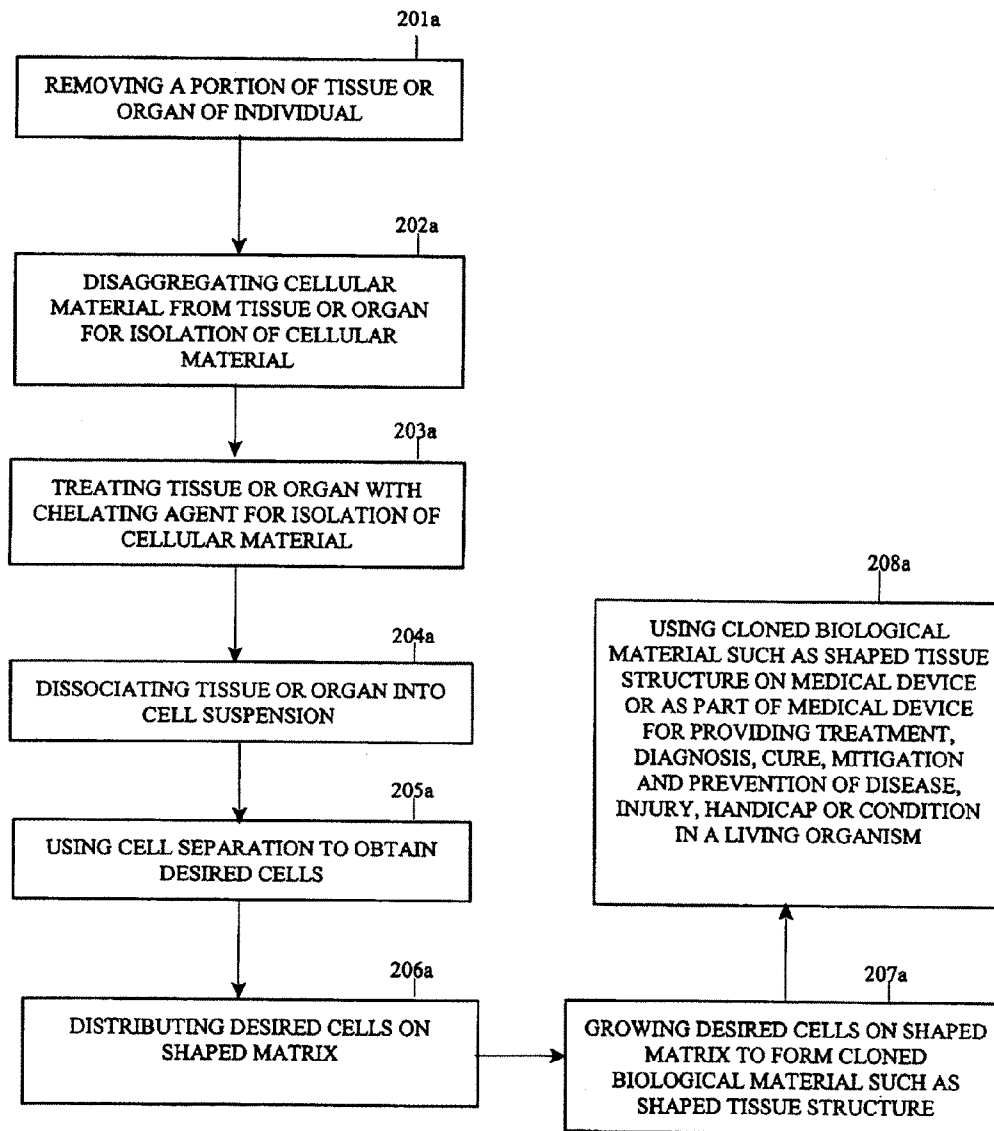 201a
REMOVING A PORTION OF TISSUE OR
ORGAN OF INDIVIDUAL
202a
DISAGGREGATING CELLULAR
MATERIAL FROM TISSUE OR ORGAN
FOR ISOLATION OF CELLULAR
MATERIAL
203a
TREATING TISSUE OR ORGAN WITH
CHELATING AGENT FOR ISOLATION OF
CELLULAR MATERIAL
204a
DISSOCIATING TISSUE OR ORGAN INTO
CELL SUSPENSION
205a
USING CELL SEPARATION TO OBTAIN
DESIRED CELLS
206a
DISTRIBUTING DESIRED CELLS ON
SHAPED MATRIX
207a
GROWING DESIRED CELLS ON SHAPED
MATRIX TO FORM CLONED
BIOLOGICAL MATERIAL SUCH AS
SHAPED TISSUE STRUCTURE
208a
USING CLONED BIOLOGICAL
MATERIAL SUCH AS SHAPED TISSUE
STRUCTURE ON MEDICAL DEVICE
OR AS PART OF MEDICAL DEVICE
FOR PROVIDING TREATMENT,
DIAGNOSIS, CURE, MITIGATION
AND PREVENTION OF DISEASE,
INJURY, HANDICAP OR CONDITION
IN A LIVING ORGANISM